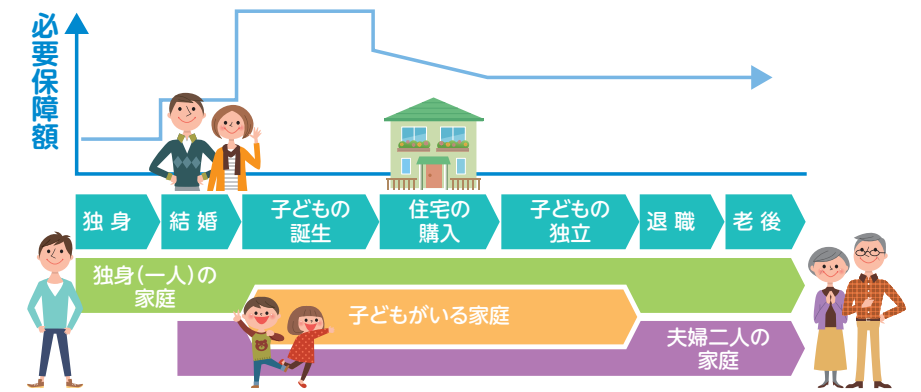 必要保障額
独身
結婚
子どもの
誕生
住宅の
購入
子どもの
独立
退職
老後
独身(一人)の
家庭
子どもがいる家庭
夫婦二人の
家庭